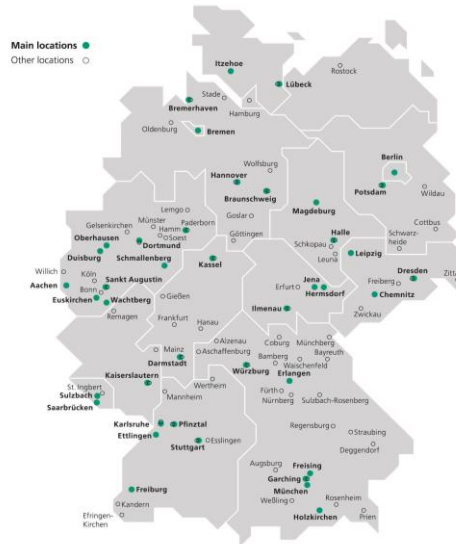 Main locations
Other locations
Itzehoe
Rostock
Lübeck
Stade
Bremerhaven
Hamburg
Oldenburg
Bremen
Berlin
Wolfsburg
Hannover
Potsdam
Braunschweig
Wildau
Lemgo
Magdeburg
Münster
Paderborn
Goslar
Gelsenkirchen
Hamm
Cottbus
Oberhausen
Soest
Göttingen
Halle
Schwarz-
heide
Dortmund
Schkopau
Leipzig
Duisburg
Schmallenberg
Kassel
Leuna
Willich
Köln
Dresden
Aachen
Sankt Augustin
Jena
Freiberg
Bonn
Erfurt
Euskirchen
Wachtberg
Gießen
Hermsdorf
Chemnitz
Remagen
Ilmenau
Zwickau
Frankfurt
Hanau
Alzenau
Coburg
Münchberg
Mainz
Aschaffenburg
Bamberg
Bayreuth
Darmstadt
Würzburg
Waischenfeld
Kaiserslautern
Erlangen
St. Ingbert
Wertheim
Fürth
Sulzbach
Mannheim
Nürnberg
Sulzbach-Rosenberg
Saarbrücken
Karlsruhe
Pfinztal
Regensburg
Ettlingen
Straubing
Stuttgart
Esslingen
Deggendorf
Augsburg
Freising
Garching
Freiburg
München
Kandern
Weßling
Rosenheim
Efringen-
Kirchen
Holzkirchen
Prien